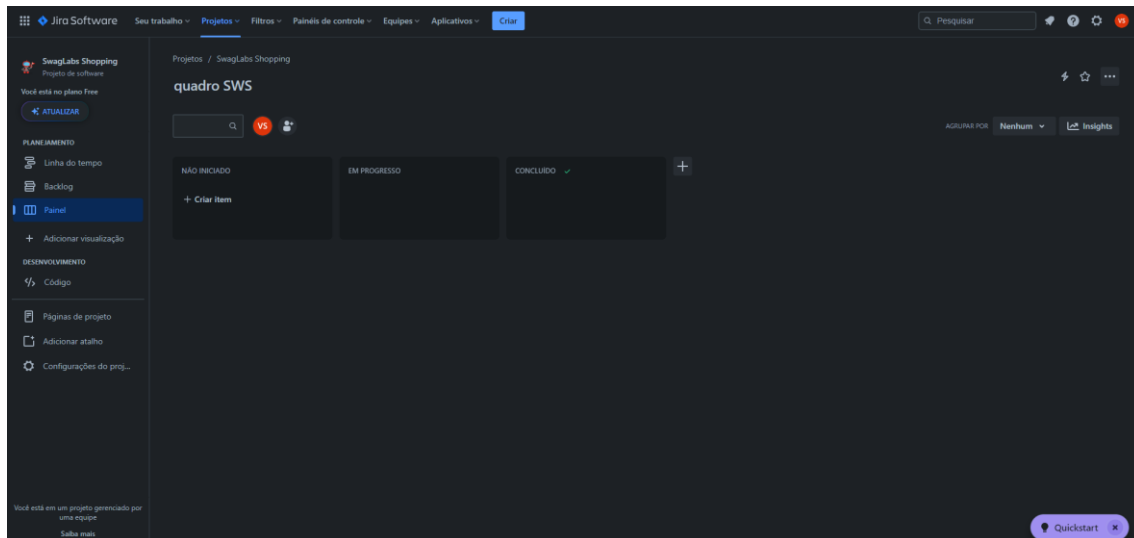 Jira Software Seu trabalho Projetos Filtros Painéis de controle Equipes Aplicativos Criar Pesquisar VS
SwagLabs Shopping
Projeto de software
Você está no plano Free
ATUALIZAR
PLANEJAMENTO
Linha do tempo
Backlog
Painel
Adicionar visualização
DESENVOLVIMENTO
Código
Páginas de projeto
Adicionar atalho
Configurações do proj...
Você está em um projeto gerenciado por
uma equipe
Saiba mais
Projetos / SwagLabs Shopping
quadro SWS
VS
AGRUPAR POR Nenhum Insights
NÃO INICIADO EM PROGRESSO CONCLUÍDO
+ Criar item
Quickstart